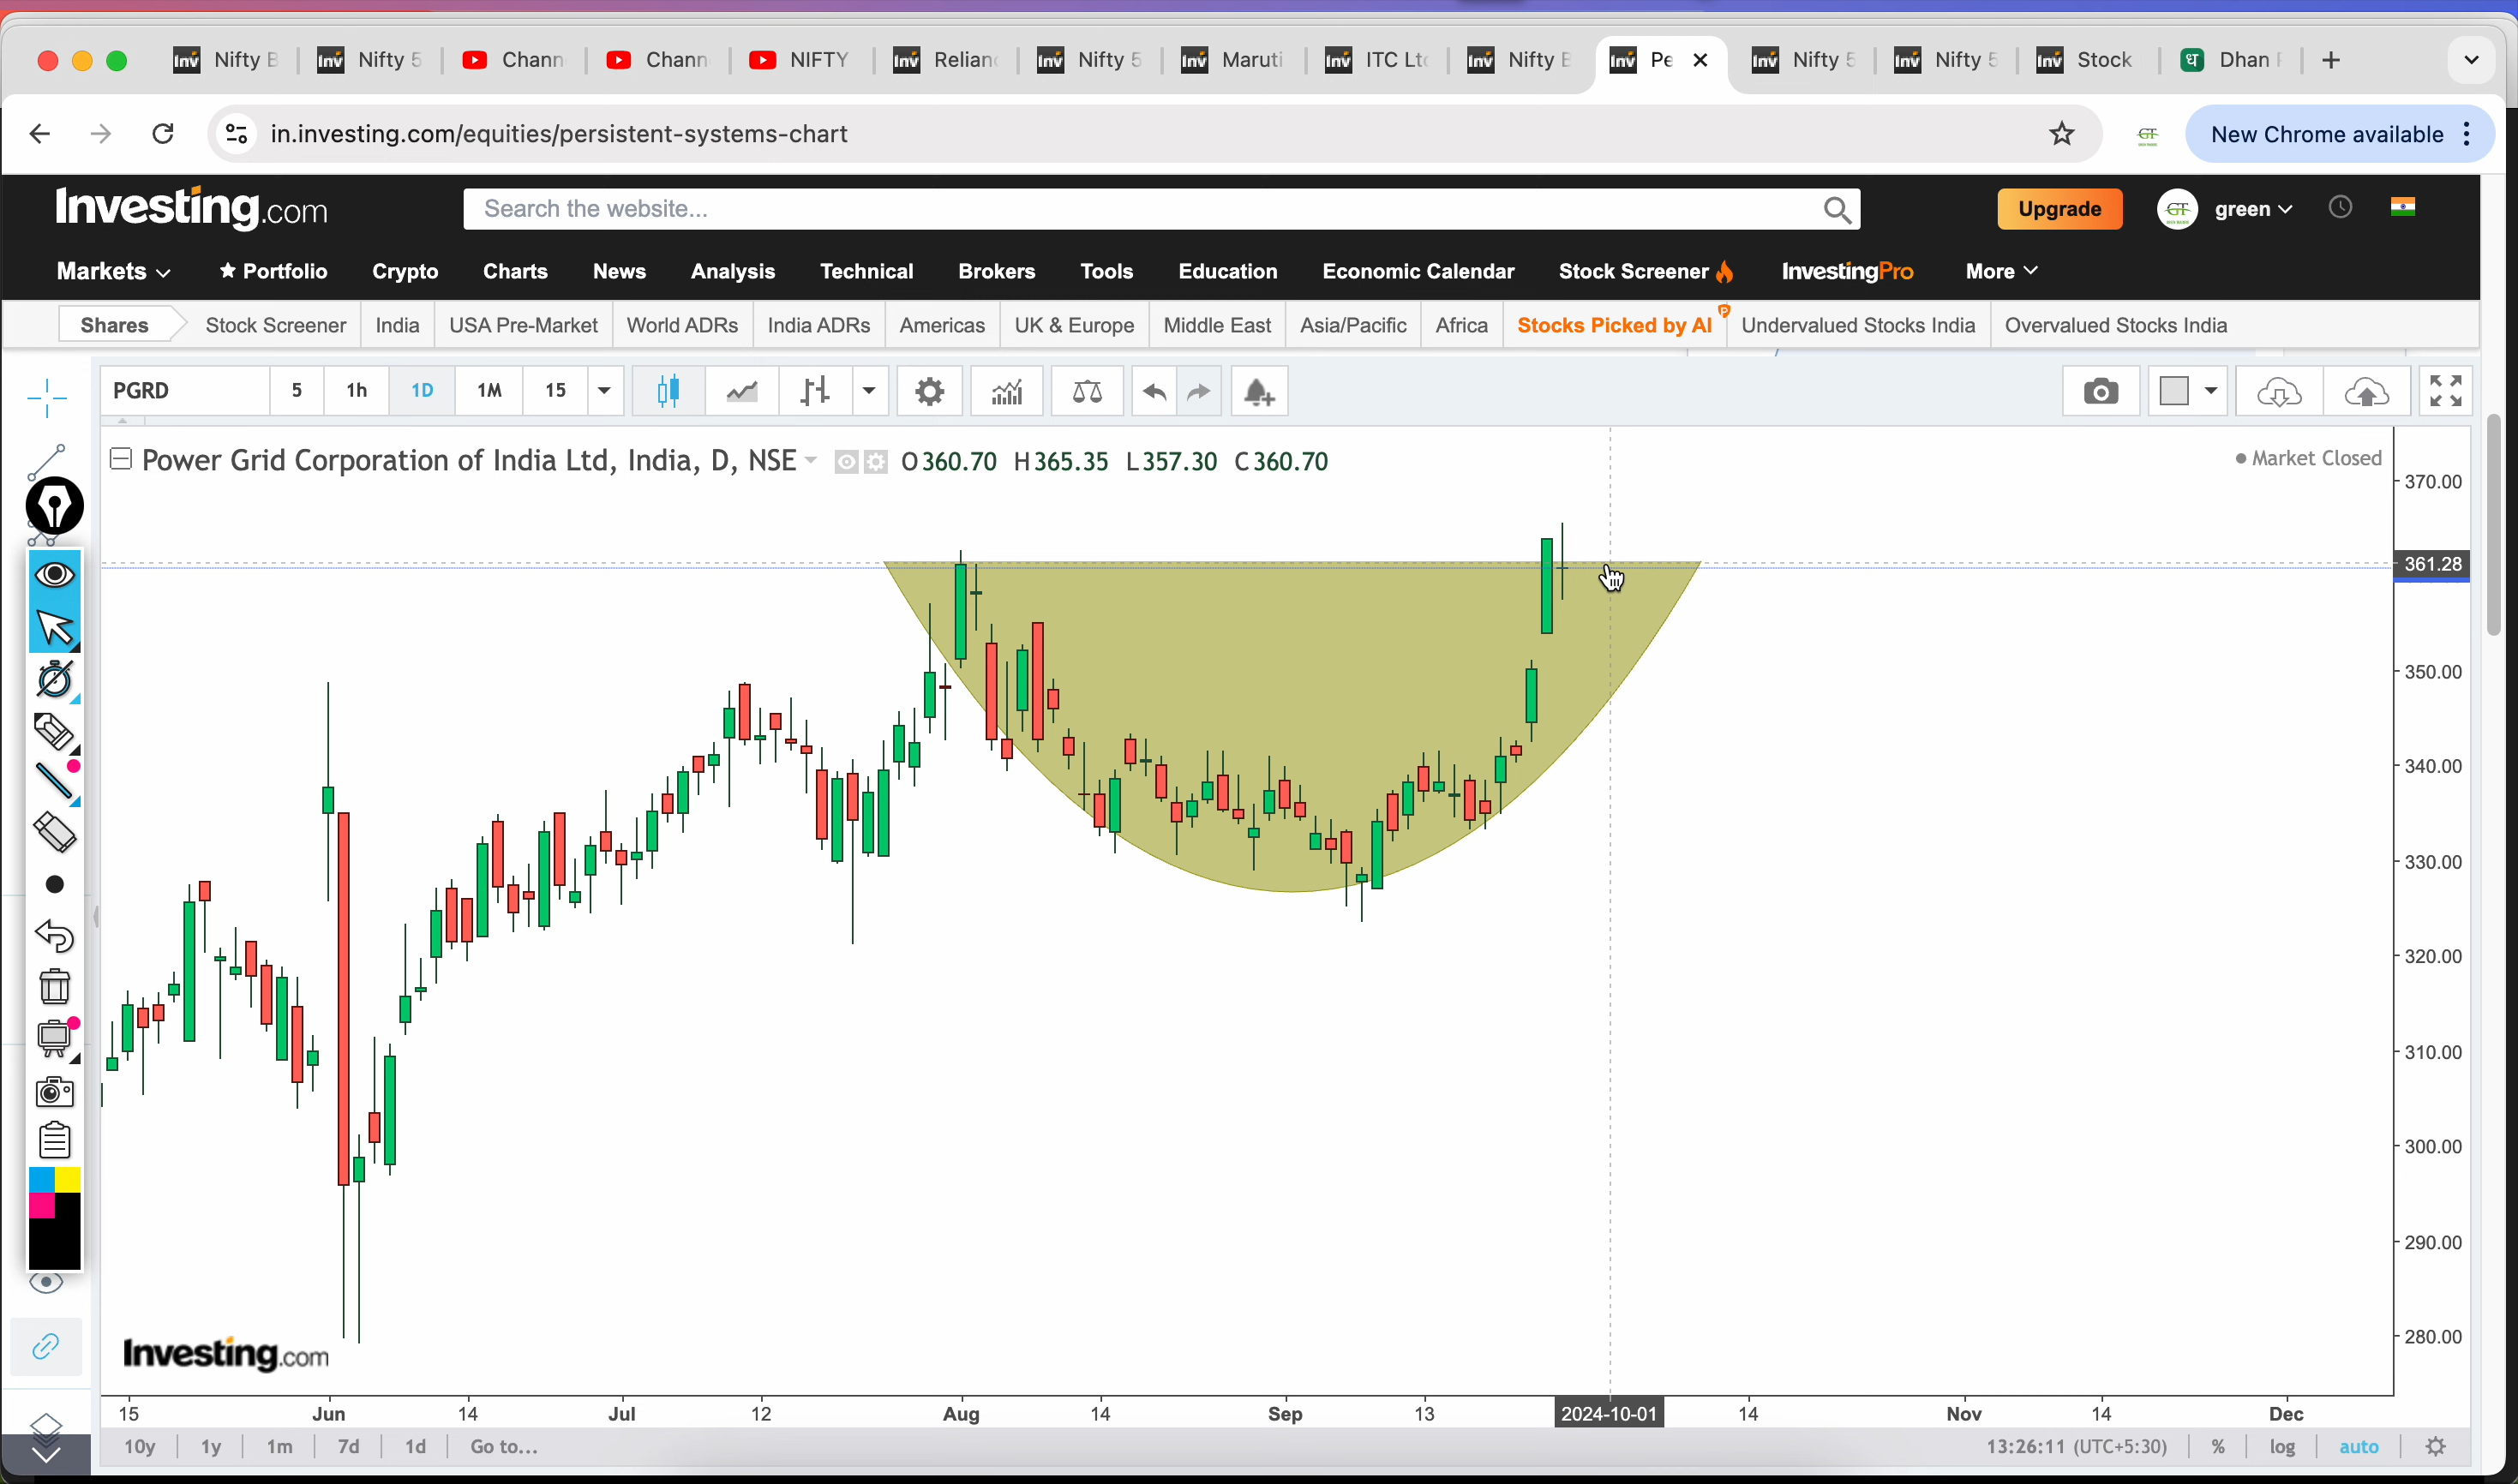 Nifty B Nifty 5 Chann Chann NIFTY Relianc Nifty 5 Maruti ITC Ltd Nifty B Pe Nifty 5 Nifty 5 Stock Dhan
in.investing.com/equities/persistent-systems-chart New Chrome available
Investing.com Search the website... Upgrade GT green
Markets Portfolio Crypto Charts News Analysis Technical Brokers Tools Education Economic Calendar Stock Screener InvestingPro More
Shares Stock Screener India USA Pre-Market World ADRs India ADRs Americas UK & Europe Middle East Asia/Pacific Africa Stocks Picked by AI P Undervalued Stocks India Overvalued Stocks India
PGRD 5 1h 1D 1M 15
Power Grid Corporation of India Ltd, India, D, NSE O360.70 H365.35 L357.30 C360.70 Market Closed
370.00
361.28
350.00
340.00
330.00
320.00
310.00
300.00
290.00
280.00
Investing.com
15 Jun 14 Jul 12 Aug 14 Sep 13 2024-10-01 14 Nov 14 Dec
10y 1y 1m 7d 1d Go to... 13:26:11 (UTC+5:30) % log auto